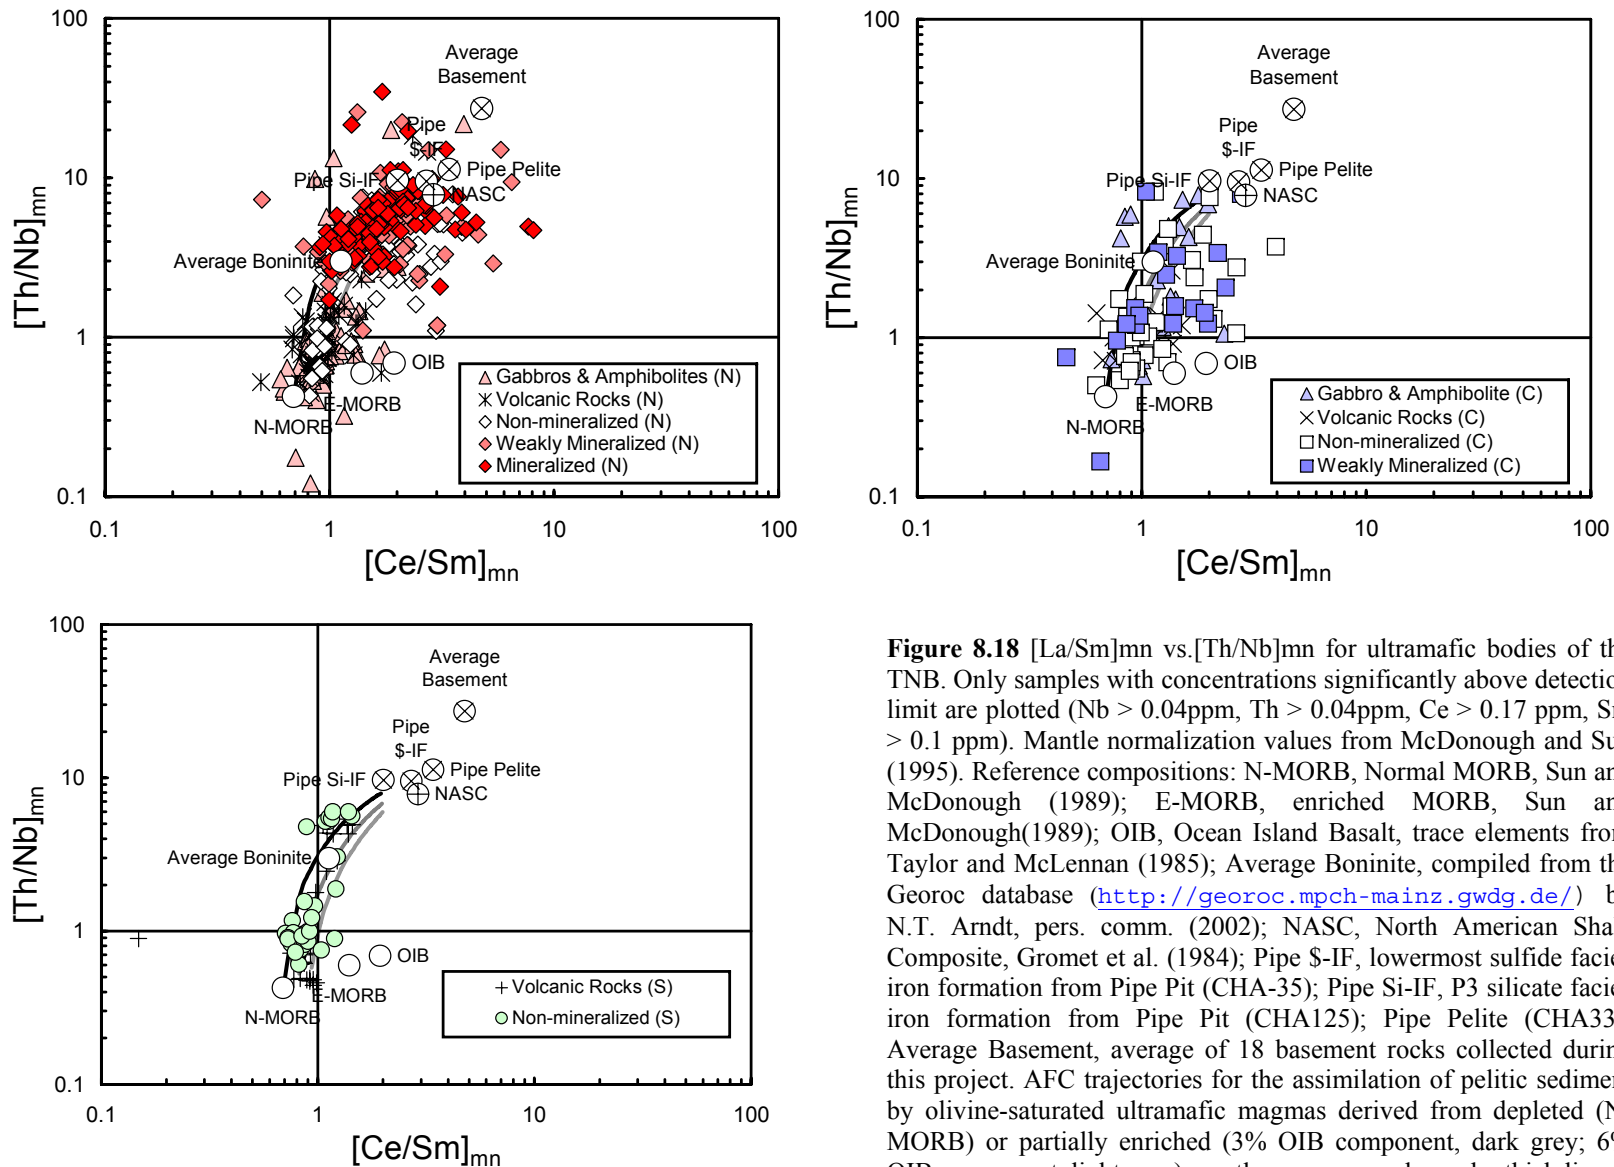 100
10
1
0.1
[Th/Nb]mn
Average
Basement
Pipe
$-IF
Pipe Pelite
Pipe Si-IF
NASC
Average Boninite
OIB
E-MORB
N-MORB
Gabbros & Amphibolites (N)
Volcanic Rocks (N)
Non-mineralized (N)
Weakly Mineralized (N)
Mineralized (N)
0.1 1 10 100
[Ce/Sm]mn
100
10
1
0.1
[Th/Nb]mn
Average
Basement
Pipe
$-IF
Pipe Pelite
Pipe Si-IF
NASC
Average Boninite
OIB
E-MORB
N-MORB
Gabbro & Amphibolite (C)
Volcanic Rocks (C)
Non-mineralized (C)
Weakly Mineralized (C)
0.1 1 10 100
[Ce/Sm]mn
100
10
1
0.1
[Th/Nb]mn
Average
Basement
Pipe
$-IF
Pipe Si-IF
Pipe Pelite
NASC
Average Boninite
OIB
E-MORB
N-MORB
Volcanic Rocks (S)
Non-mineralized (S)
0.1 1 10 100
[Ce/Sm]mn
Figure 8.18 [La/Sm]mn vs.[Th/Nb]mn for ultramafic bodies of th
TNB. Only samples with concentrations significantly above detectio
limit are plotted (Nb > 0.04ppm, Th > 0.04ppm, Ce > 0.17 ppm, Sm
> 0.1 ppm). Mantle normalization values from McDonough and Su
(1995). Reference compositions: N-MORB, Normal MORB, Sun an
McDonough (1989); E-MORB, enriched MORB, Sun an
McDonough(1989); OIB, Ocean Island Basalt, trace elements from
Taylor and McLennan (1985); Average Boninite, compiled from th
Georoc database (http://georoc.mpch-mainz.gwdg.de/) b
N.T. Arndt, pers. comm. (2002); NASC, North American Sha
Composite, Gromet et al. (1984); Pipe $-IF, lowermost sulfide facie
iron formation from Pipe Pit (CHA-35); Pipe Si-IF, P3 silicate facie
iron formation from Pipe Pit (CHA125); Pipe Pelite (CHA33)
Average Basement, average of 18 basement rocks collected durin
this project. AFC trajectories for the assimilation of pelitic sedimen
by olivine-saturated ultramafic magmas derived from depleted (N
MORB) or partially enriched (3% OIB component, dark grey; 6%